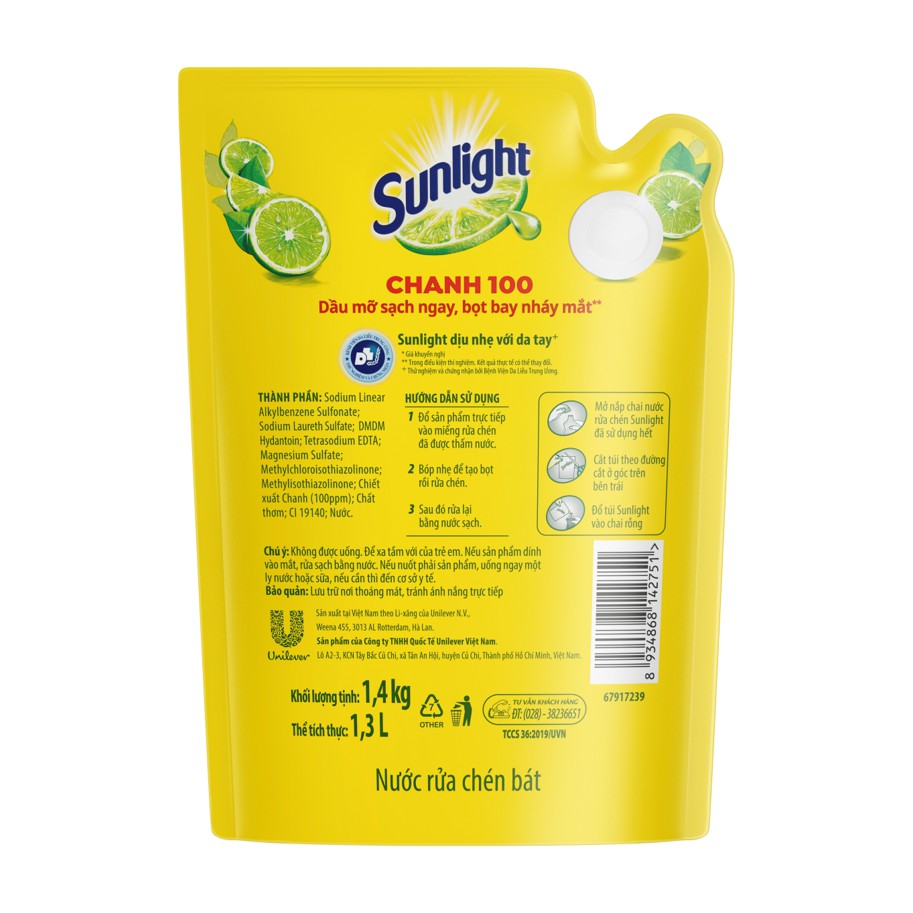 Sunlight
CHANH 100
Dầu mỡ sạch ngay, bọt bay nháy mắt**
Sunlight dịu nhẹ với da tay+
* Giá khuyến nghị
** Trong điều kiện thí nghiệm. Kết quả thực tế có thể thay đổi.
+ Thử nghiệm và chứng nhận bởi Bệnh Viện Da Liễu Trung Ương.
THÀNH PHẦN: Sodium Linear
Alkylbenzene Sulfonate;
Sodium Laureth Sulfate; DMDM
Hydantoin; Tetrasodium EDTA;
Magnesium Sulfate;
Methylchloroisothiazolinone;
Methylisothiazolinone; Chiết
xuất Chanh (100ppm); Chất
thơm; CI 19140; Nước.
HƯỚNG DẪN SỬ DỤNG
1 Đổ sản phẩm trực tiếp
vào miếng rửa chén
đã được thấm nước.
2 Bóp nhẹ để tạo bọt
rồi rửa chén.
3 Sau đó rửa lại
bằng nước sạch.
Mở nắp chai nước
rửa chén Sunlight
đã sử dụng hết
Cắt túi theo đường
cắt ở góc trên
bên trái
Đổ túi Sunlight
vào chai rỗng
Chú ý: Không được uống. Để xa tầm với của trẻ em. Nếu sản phẩm dính
vào mắt, rửa sạch bằng nước. Nếu nuốt phải sản phẩm, uống ngay một
ly nước hoặc sữa, nếu cần thì đến cơ sở y tế.
Bảo quản: Lưu trữ nơi thoáng mát, tránh ánh nắng trực tiếp
Unilever
Sản xuất tại Việt Nam theo Li-xăng của Unilever N.V.,
Weena 455, 3013 AL Rotterdam, Hà Lan.
Sản phẩm của Công ty TNHH Quốc Tế Unilever Việt Nam.
Lô A2-3, KCN Tây Bắc Củ Chi, xã Tân An Hội, huyện Củ Chi, Thành phố Hồ Chí Minh, Việt Nam.
8 934868 142751 >
67917239
Khối lượng tịnh: 1,4 kg
Thể tích thực: 1,3 L
7
OTHER
TƯ VẤN KHÁCH HÀNG
ĐT: (028) - 38236651
TCCS 36:2019/UVN
Nước rửa chén bát